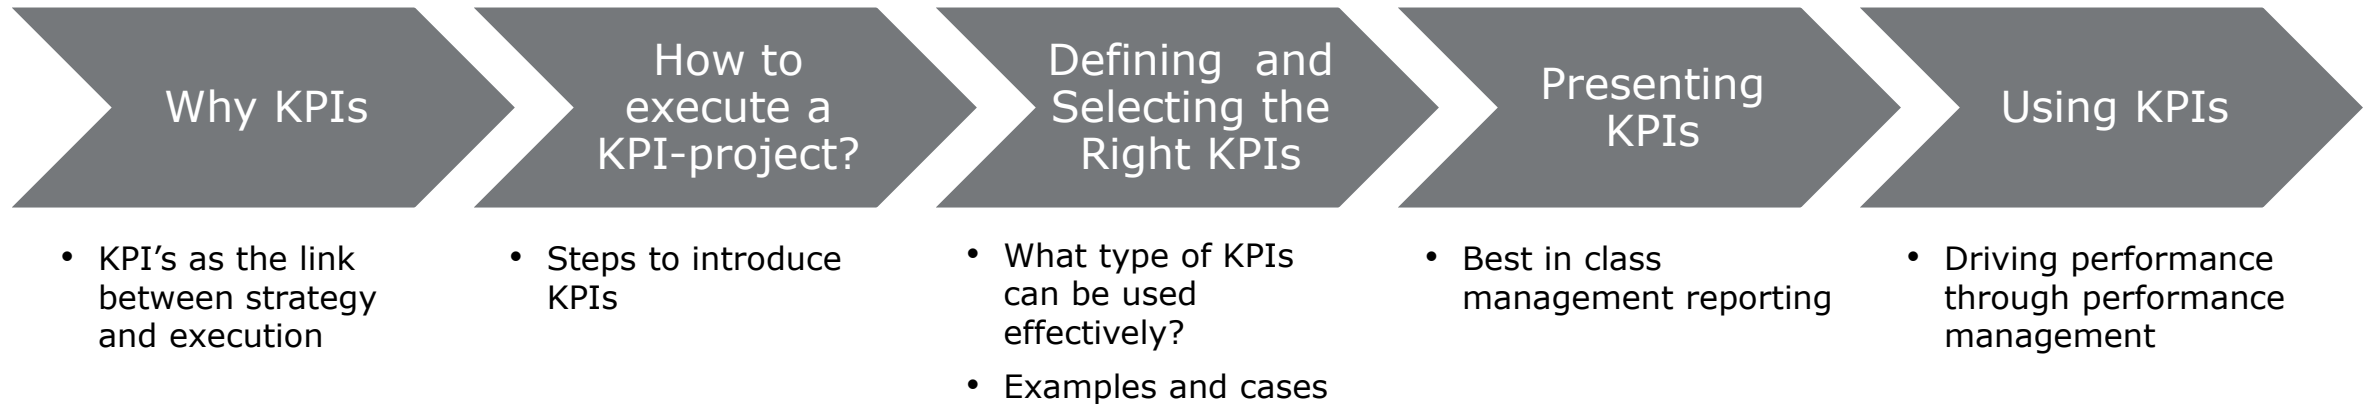 Why KPIs
How to
execute a
KPI-project?
Defining  and
Selecting the
Right KPIs
Presenting
KPIs
Using KPIs
• KPI’s as the link
between strategy
and execution
• Steps to introduce
KPIs
• What type of KPIs
can be used
effectively?
• Examples and cases
• Best in class
management reporting
• Driving performance
through performance
management